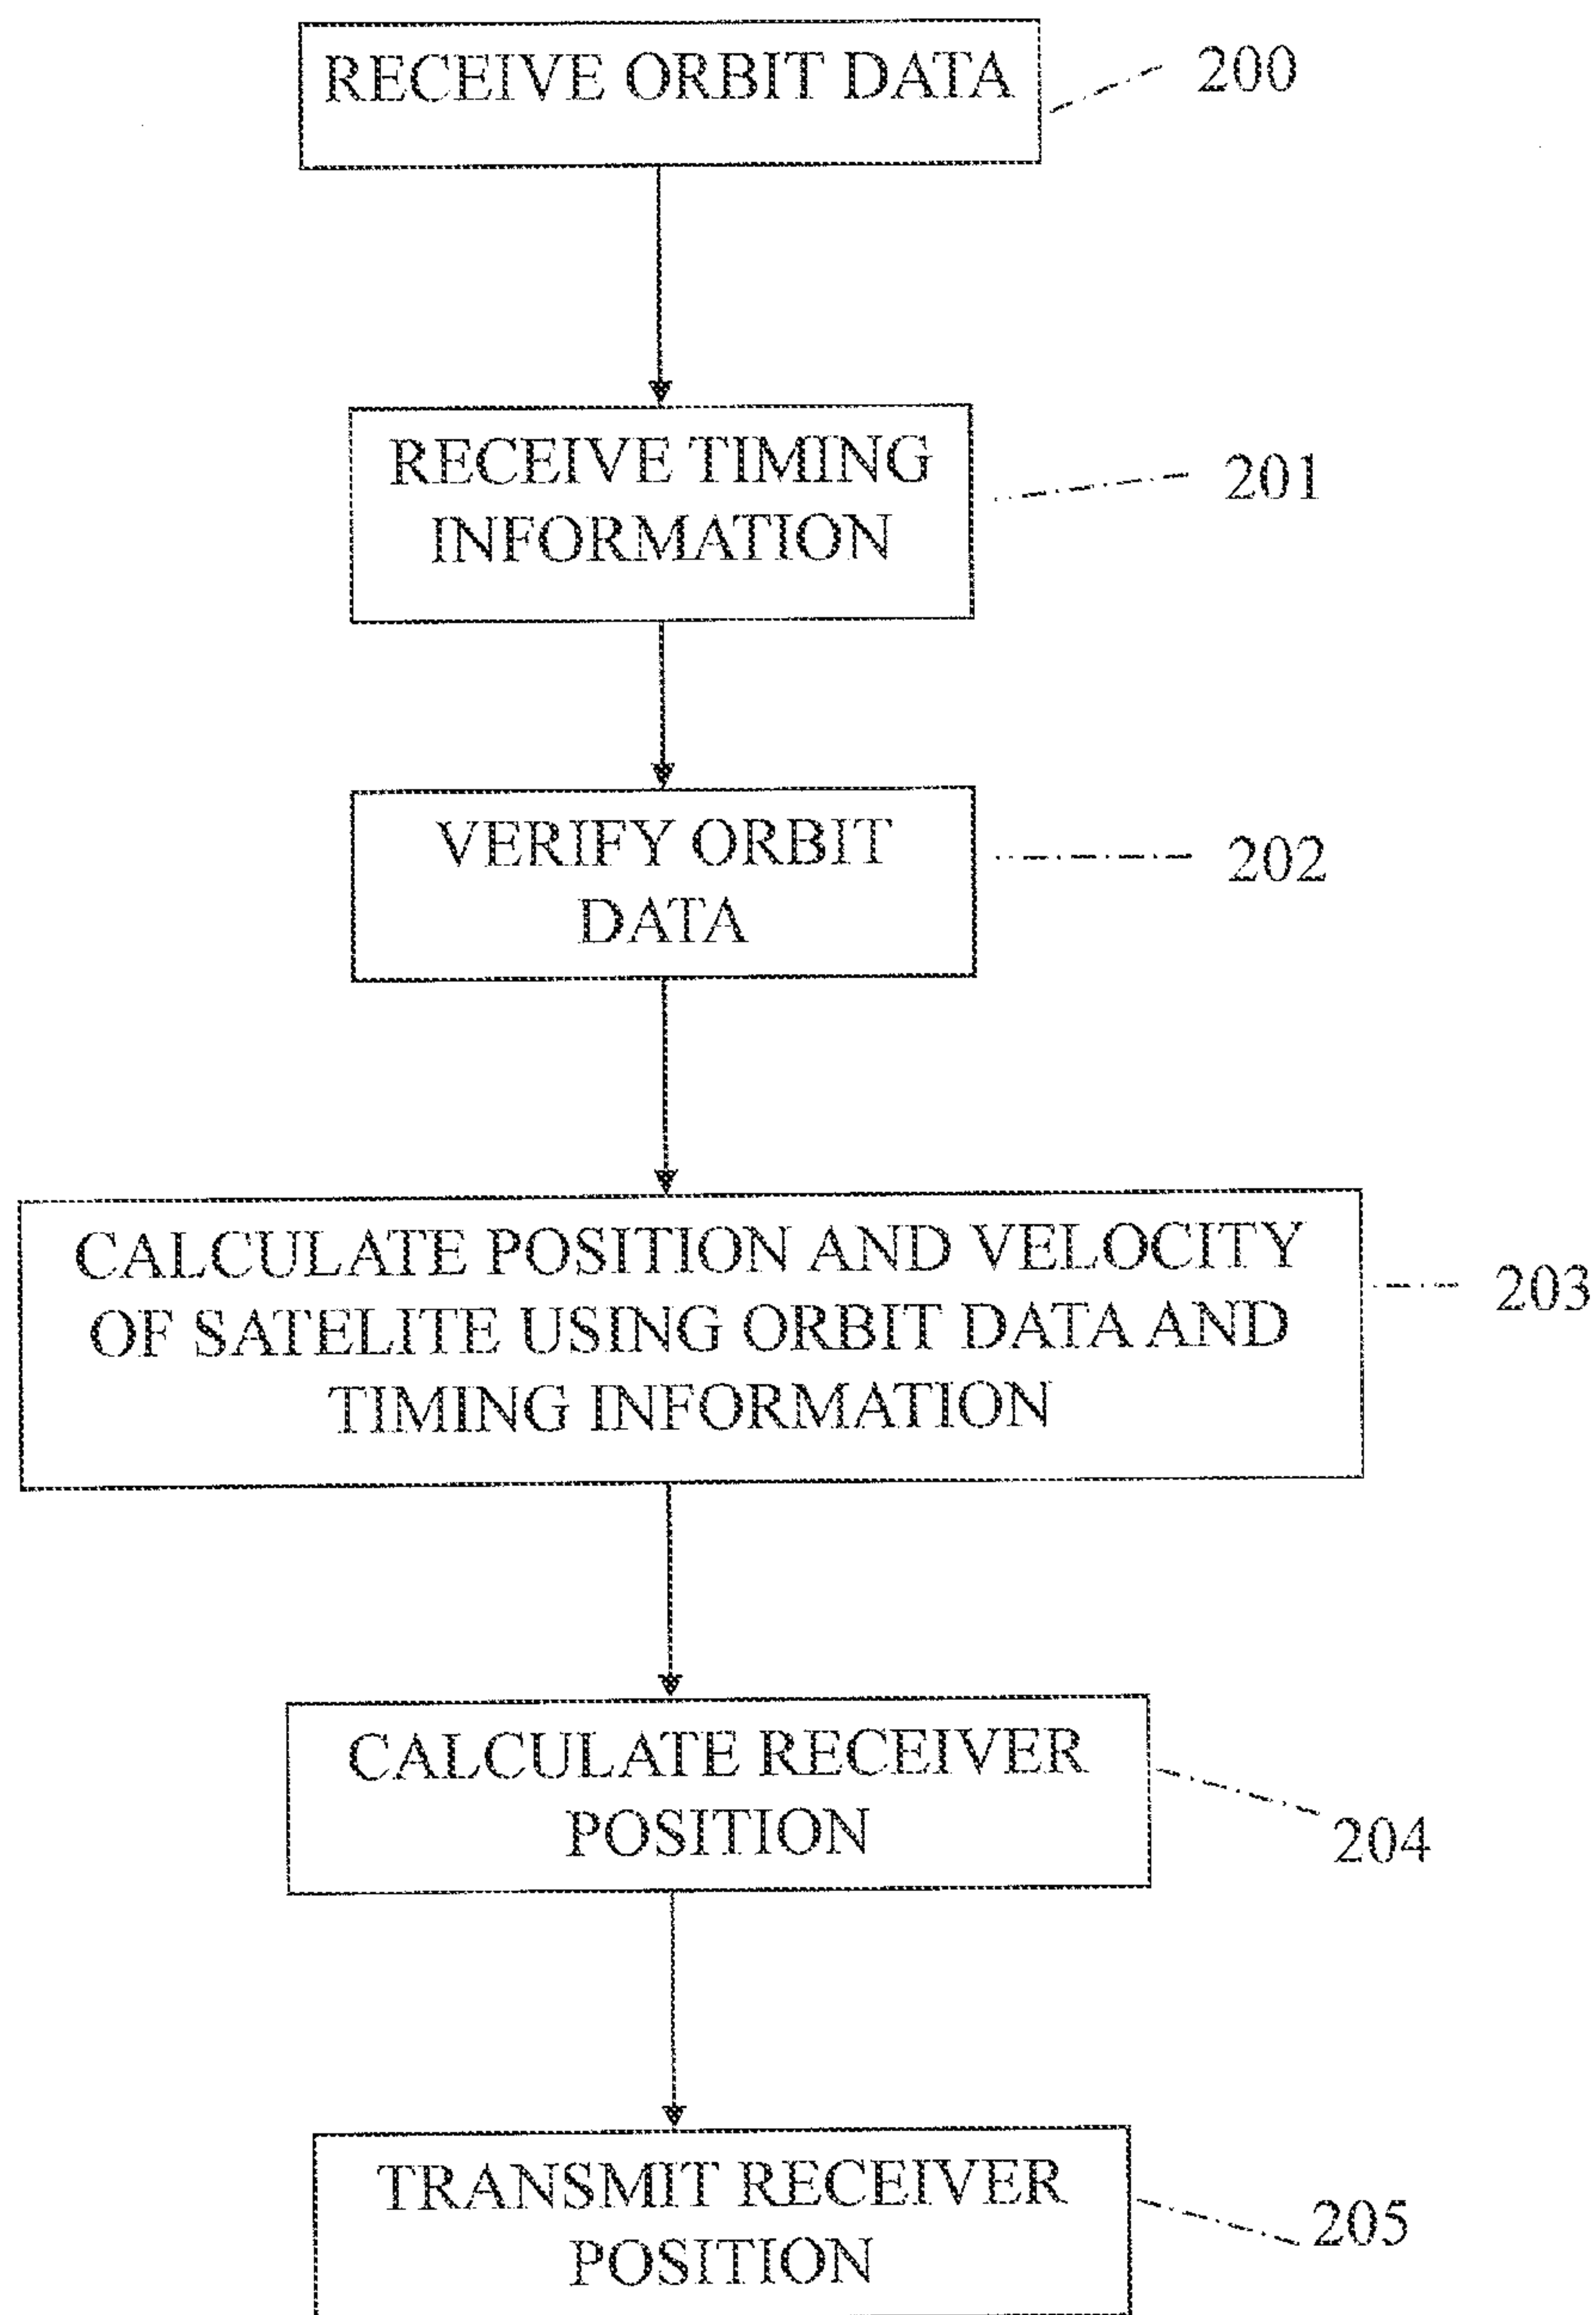 RECEIVE ORBIT DATA
200
RECEIVE TIMING
INFORMATION
201
VERIFY ORBIT
DATA
202
CALCULATE POSITION AND VELOCITY
OF SATELITE USING ORBIT DATA AND
TIMING INFORMATION
203
CALCULATE RECEIVER
POSITION
204
TRANSMIT RECEIVER
POSITION
205